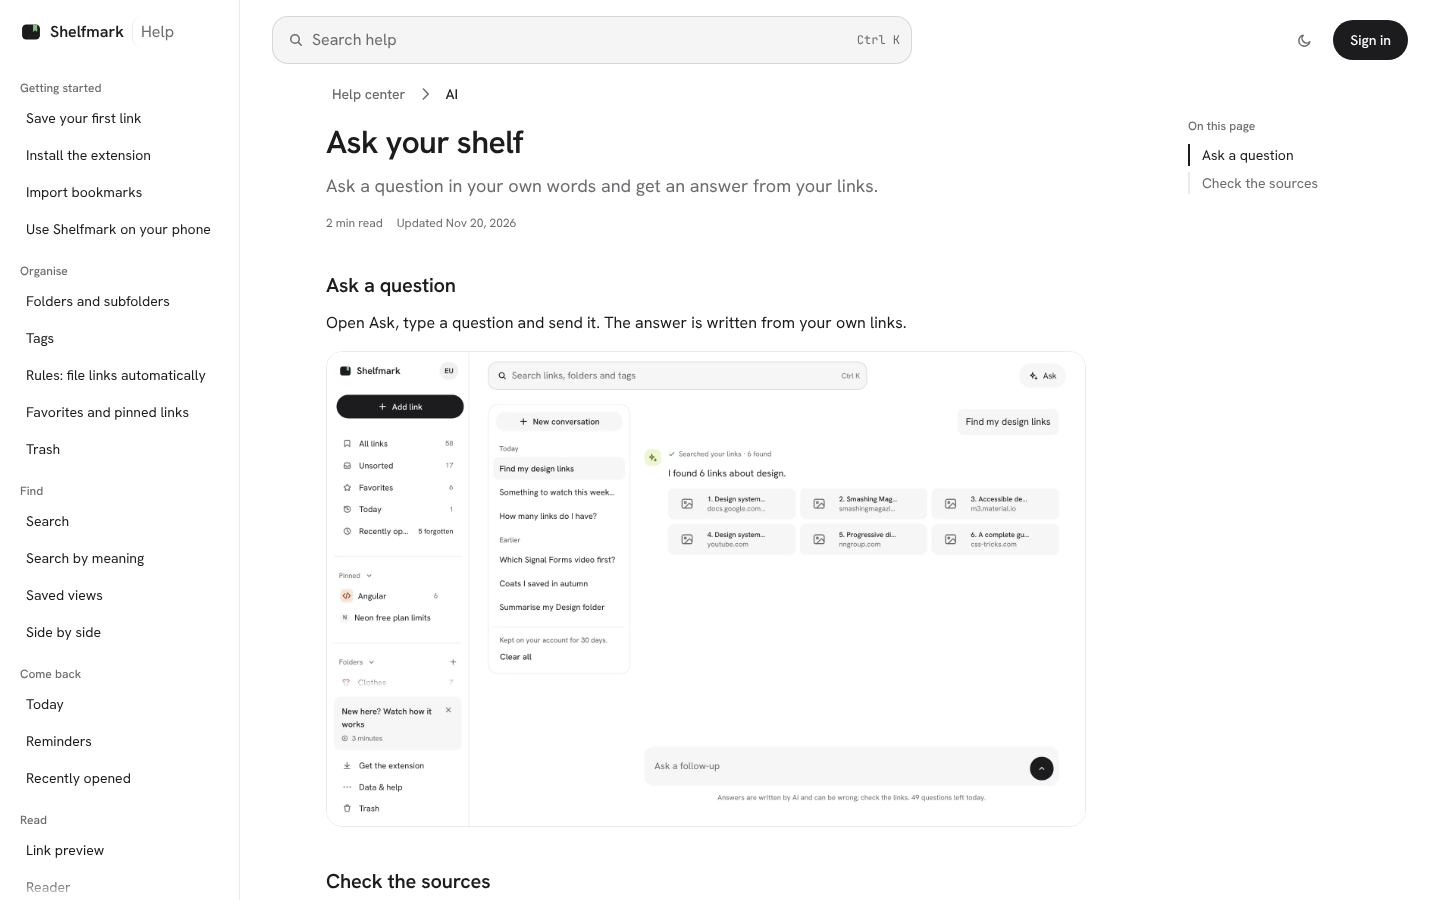 Shelfmark Help
Search help
Ctrl K
Sign in
Getting started
Save your first link
Install the extension
Import bookmarks
Use Shelfmark on your phone
Organise
Folders and subfolders
Tags
Rules: file links automatically
Favorites and pinned links
Trash
Find
Search
Search by meaning
Saved views
Side by side
Come back
Today
Reminders
Recently opened
Read
Link preview
Reader
Help center > AI
Ask your shelf
Ask a question in your own words and get an answer from your links.
2 min read Updated Nov 20, 2026
Ask a question
Open Ask, type a question and send it. The answer is written from your own links.
Shelfmark
EU
Add link
All links 58
Unsorted 17
Favorites 6
Today 1
Recently op... 5 forgotten
Pinned
Angular 6
N Neon free plan limits
Folders
Clothes 7
New here? Watch how it
works
3 minutes
Get the extension
Data & help
Trash
Search links, folders and tags
Ctrl K
Ask
New conversation
Today
Find my design links
Something to watch this week...
How many links do I have?
Earlier
Which Signal Forms video first?
Coats I saved in autumn
Summarise my Design folder
Kept on your account for 30 days.
Clear all
Find my design links
Searched your links · 6 found
I found 6 links about design.
1. Design system...
docs.google.com...
2. Smashing Mag...
smashingmagazi...
3. Accessible de...
m3.material.io
4. Design system...
youtube.com
5. Progressive di...
nngroup.com
6. A complete gu...
css-tricks.com
Ask a follow-up
Answers are written by AI and can be wrong; check the links. 49 questions left today.
Check the sources
On this page
Ask a question
Check the sources